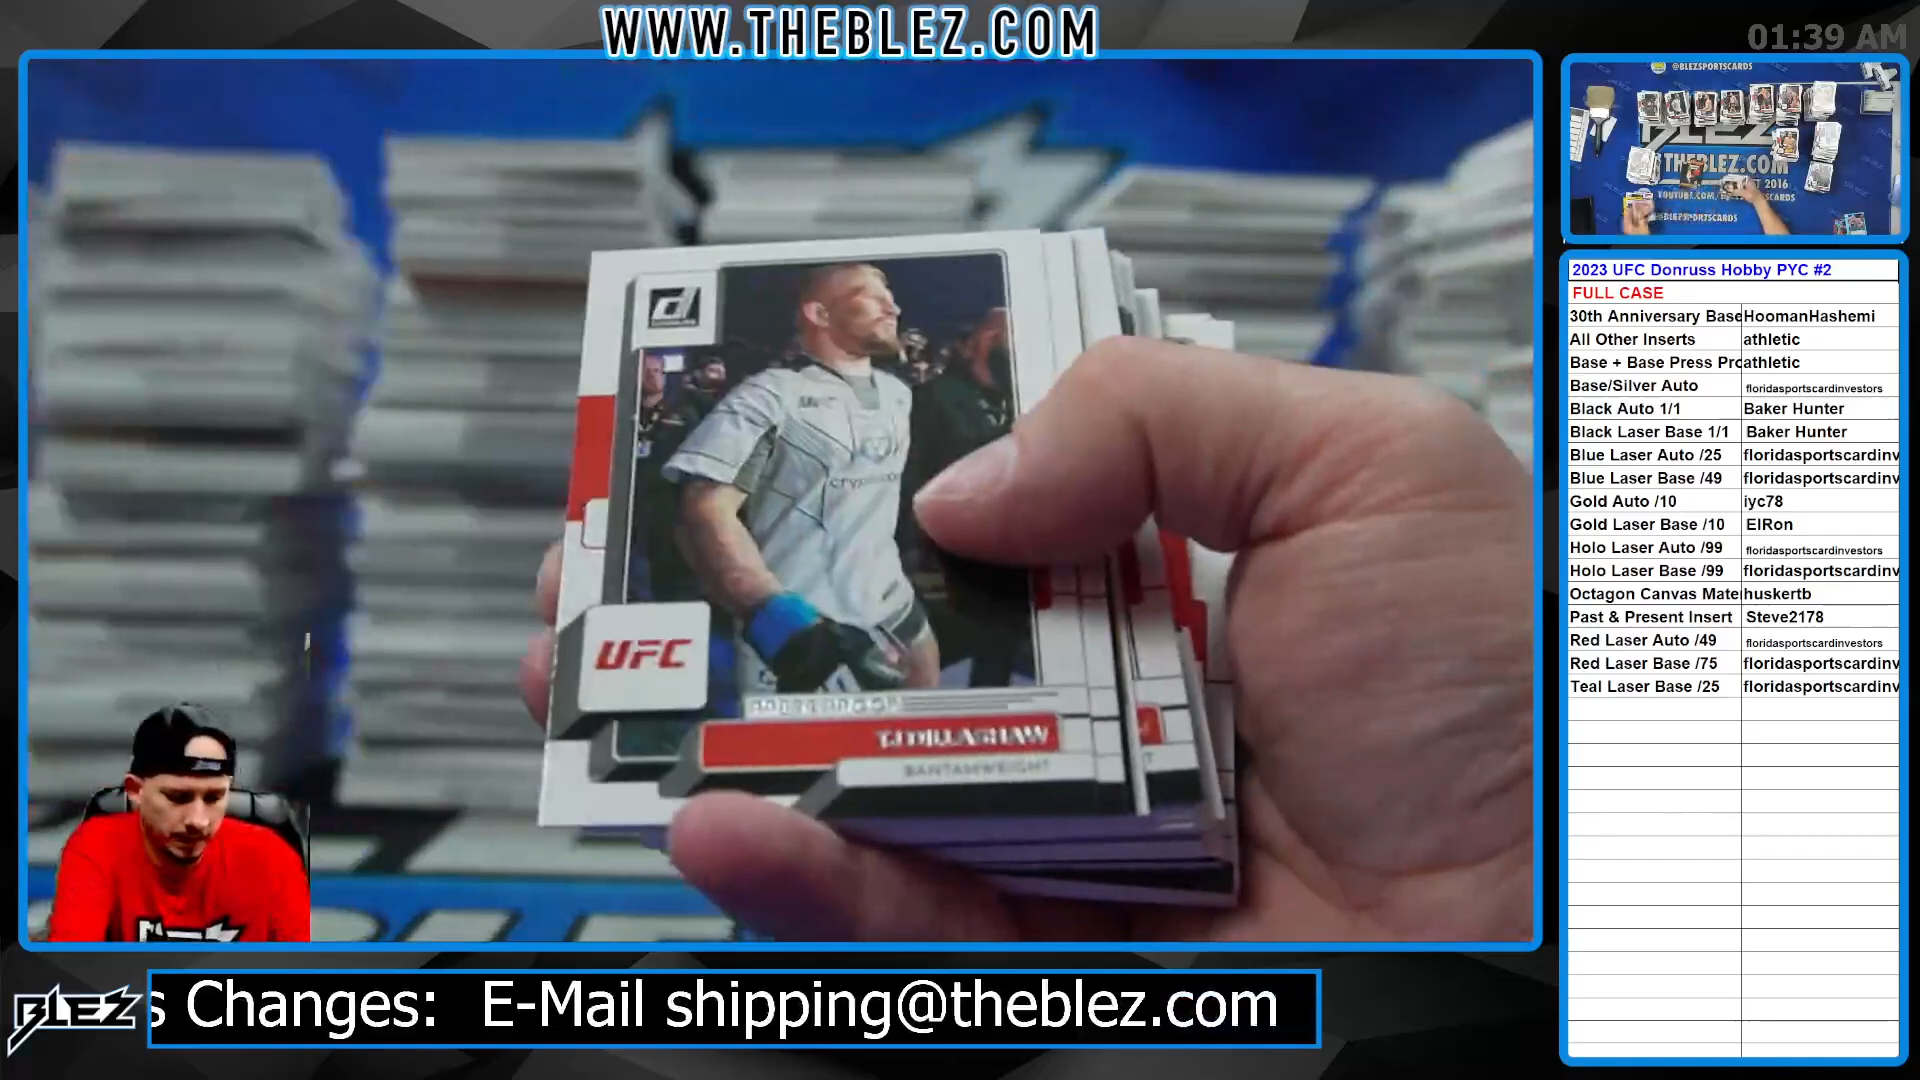 WWW.THEBLEZ.COM
01:39 AM
@BLEZSPORTSCARDS
BLEZ
THEBLEZ.COM
2016
@BLEZSPORTSCARDS
2023 UFC Donruss Hobby PYC #2
FULL CASE
30th Anniversary Base HoomanHashemi
All Other Inserts athletic
Base + Base Press Pro athletic
Base/Silver Auto floridasportscardinvestors
Black Auto 1/1 Baker Hunter
Black Laser Base 1/1 Baker Hunter
Blue Laser Auto /25 floridasportscardinv
Blue Laser Base /49 floridasportscardinv
Gold Auto /10 iyc78
Gold Laser Base /10 ElRon
Holo Laser Auto /99 floridasportscardinvestors
Holo Laser Base /99 floridasportscardinv
Octagon Canvas Mate huskertb
Past & Present Insert Steve2178
Red Laser Auto /49 floridasportscardinvestors
Red Laser Base /75 floridasportscardinv
Teal Laser Base /25 floridasportscardinv
UFC
PRESS PROOF
TJ DILLASHAW
BANTAMWEIGHT
BLEZ
s Changes: E-Mail shipping@theblez.com